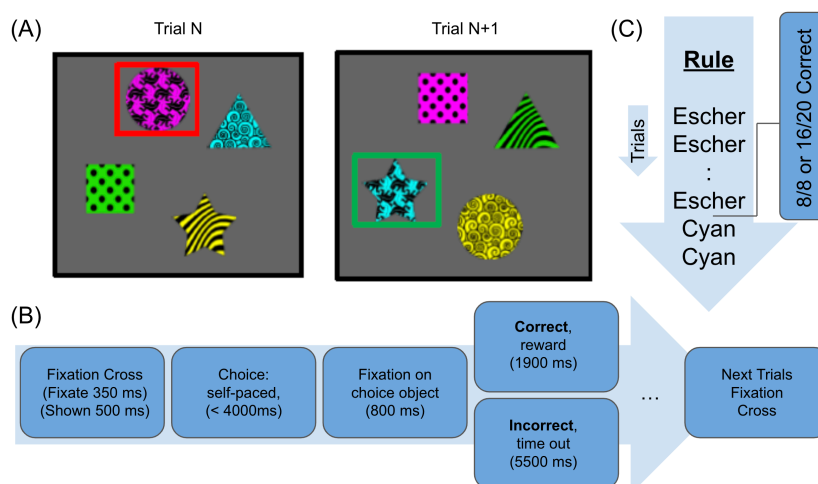 (A)
Trial N
Trial N+1
(C)
Rule
Trials
Escher
Escher
:
Escher
Cyan
Cyan
8/8 or 16/20 Correct
(B)
Fixation Cross
(Fixate 350 ms)
(Shown 500 ms)
Choice:
self-paced,
(< 4000ms)
Fixation on
choice object
(800 ms)
Correct,
reward
(1900 ms)
Incorrect,
time out
(5500 ms)
...
Next Trials
Fixation
Cross